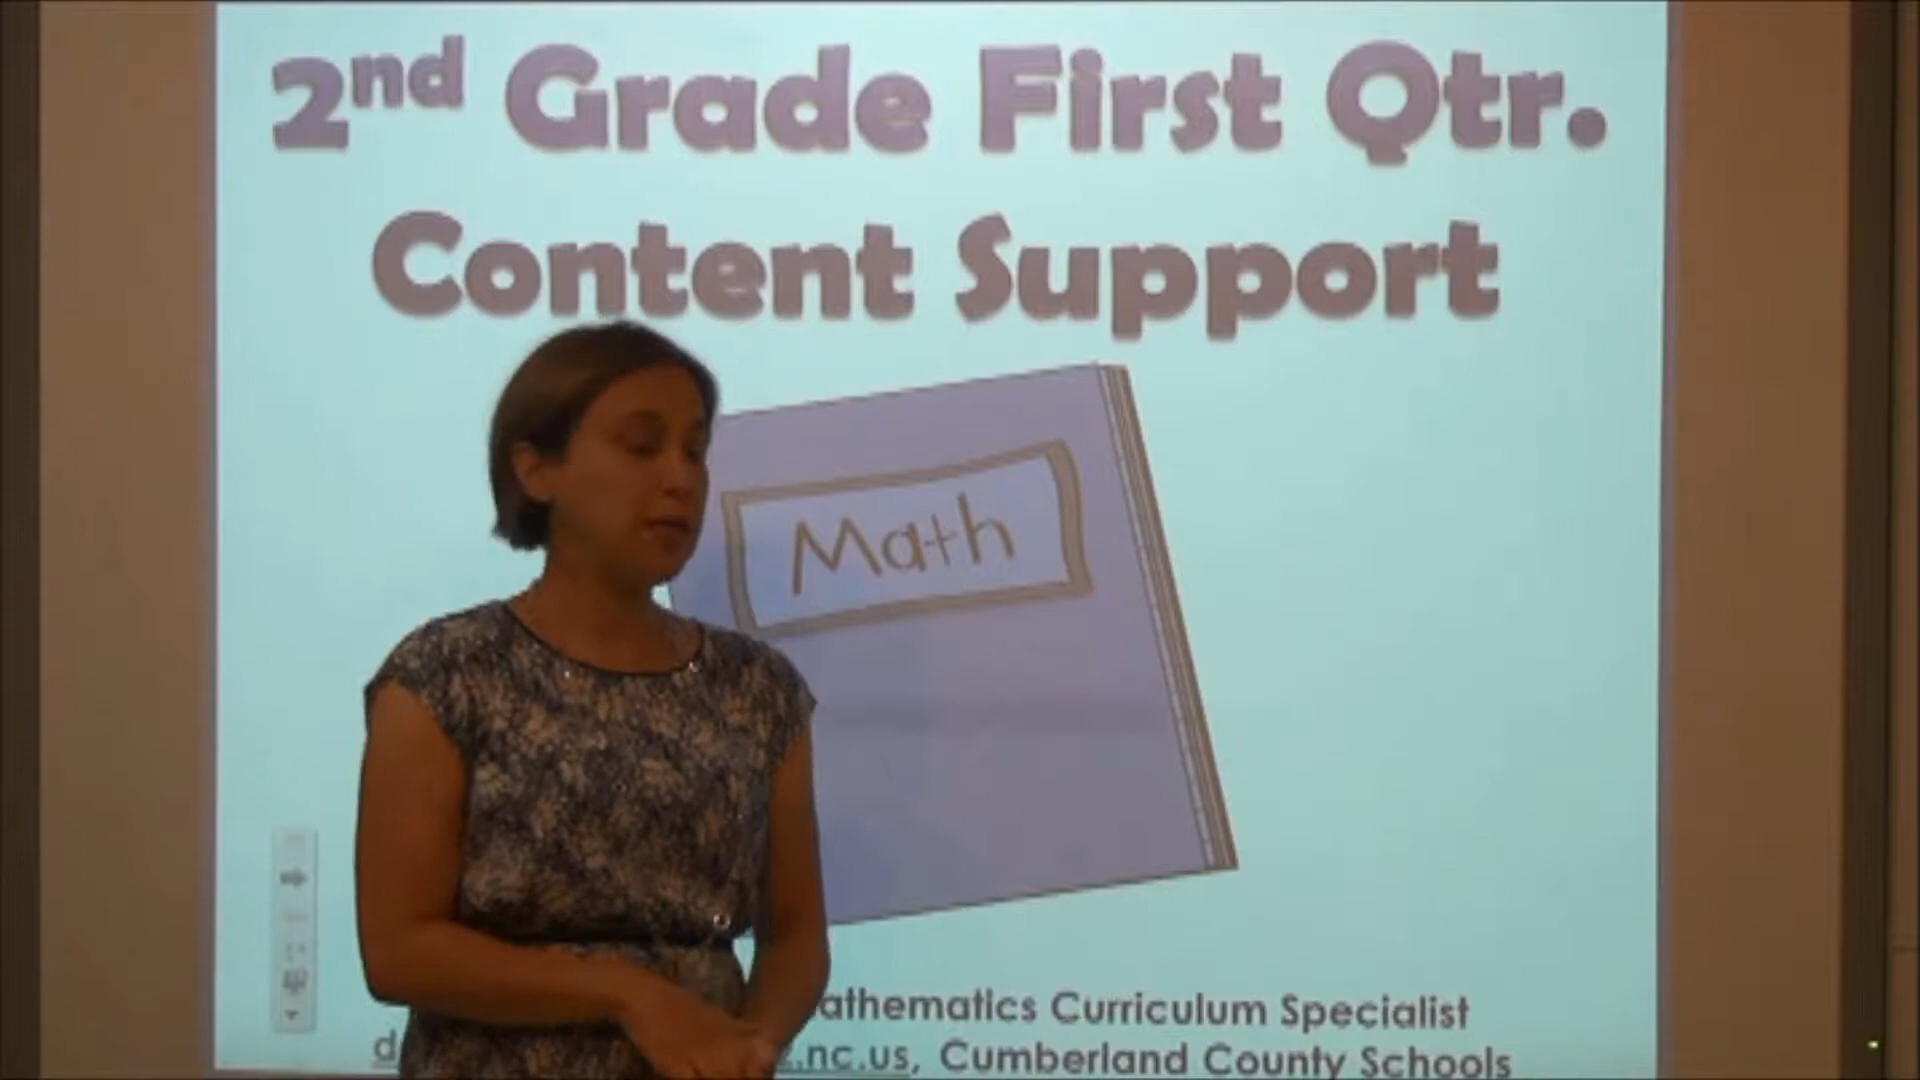 2nd Grade First Qtr.
Content Support
Math
athematics Curriculum Specialist
.nc.us, Cumberland County Schools